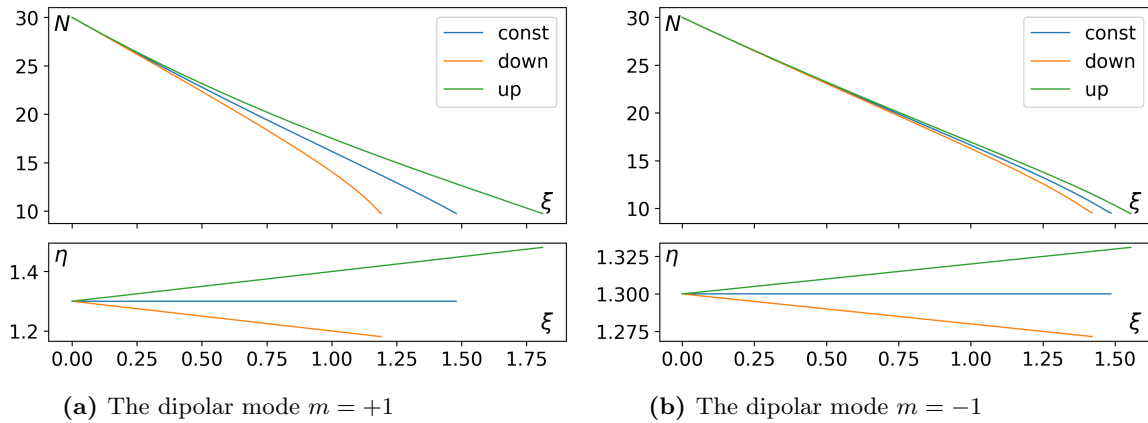 N
30
25
20
15
10
const
down
up
ξ
η
1.4
1.2
ξ
0.00 0.25 0.50 0.75 1.00 1.25 1.50 1.75
(a) The dipolar mode m = +1
N
30
25
20
15
10
const
down
up
ξ
η
1.325
1.300
1.275
ξ
0.00 0.25 0.50 0.75 1.00 1.25 1.50
(b) The dipolar mode m = −1